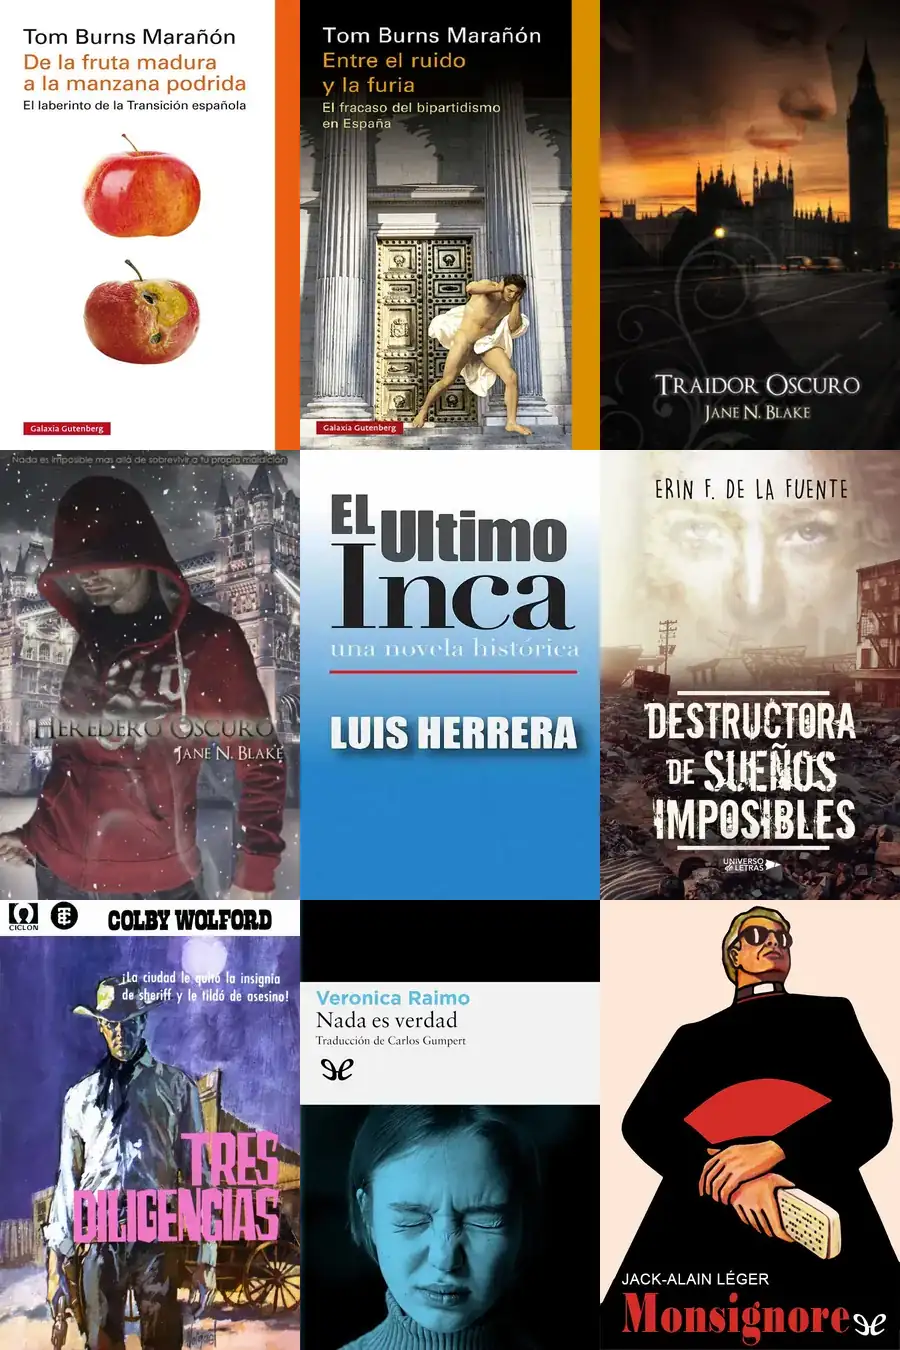 Tom Burns Marañón
De la fruta madura
a la manzana podrida
El laberinto de la Transición española
Galaxia Gutenberg
Tom Burns Marañón
Entre el ruido
y la furia
El fracaso del bipartidismo
en España
Galaxia Gutenberg
TRAIDOR OSCURO
JANE N. BLAKE
Nada es imposible mas allá de sobrevivir a tu propia maldición
HEREDERO OSCURO
JANE N. BLAKE
EL Ultimo
Inca
una novela histórica
LUIS HERRERA
ERIN F. DE LA FUENTE
DESTRUCTORA
DE SUEÑOS
IMPOSIBLES
UNIVERSO
DE LETRAS
CICLON
COLBY WOLFORD
¡La ciudad le quitó la insignia
de sheriff y le tildó de asesino!
TRES
DILIGENCIAS
Veronica Raimo
Nada es verdad
Traducción de Carlos Gumpert
JACK-ALAIN LÉGER
Monsignore